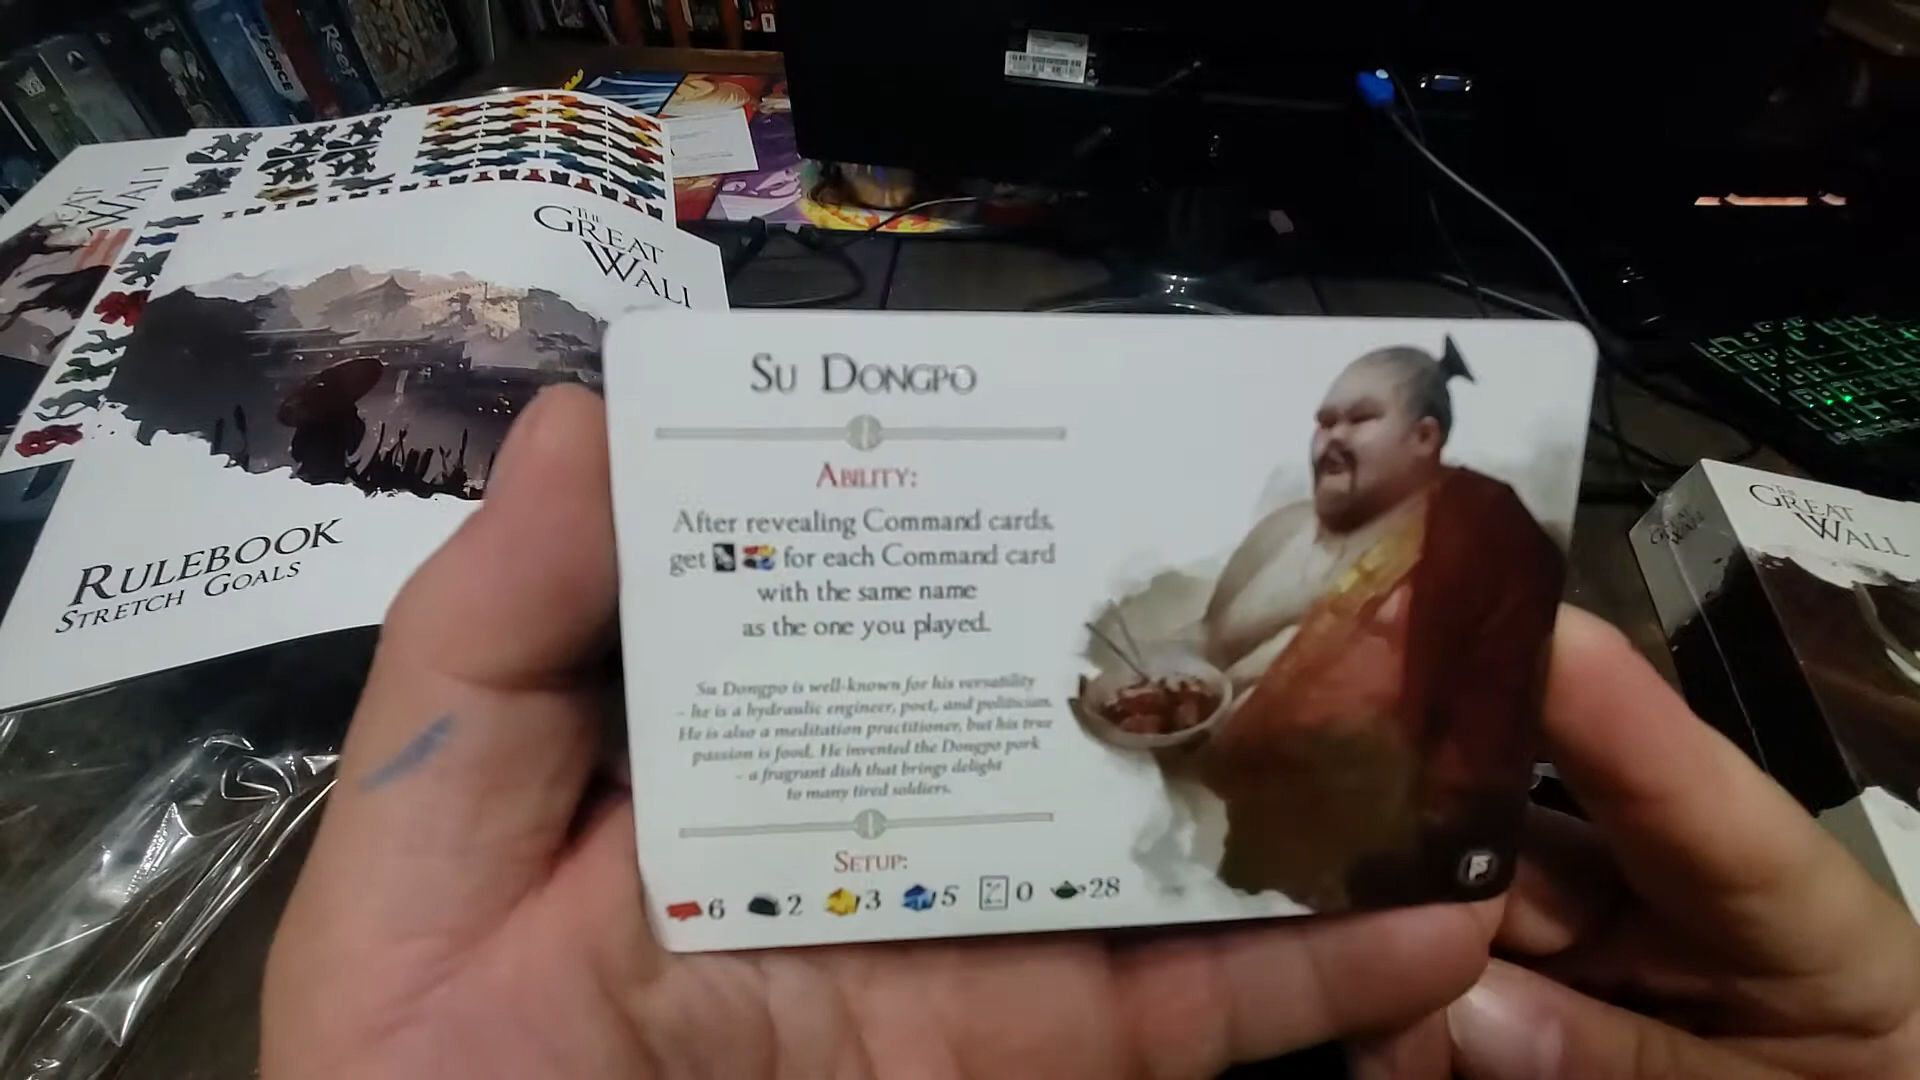 FORCE
Reef
THE
GREAT
WALL
THE
GREAT
WALL
RULEBOOK
STRETCH GOALS
SU DONGPO
ABILITY:
After revealing Command cards,
get for each Command card
with the same name
as the one you played.
Su Dongpo is well-known for his versatility
– he is a hydraulic engineer, poet, and politician.
He is also a meditation practitioner, but his true
passion is food. He invented the Dongpo pork
– a fragrant dish that brings delight
to many tired soldiers.
SETUP:
6 2 3 5 0 28